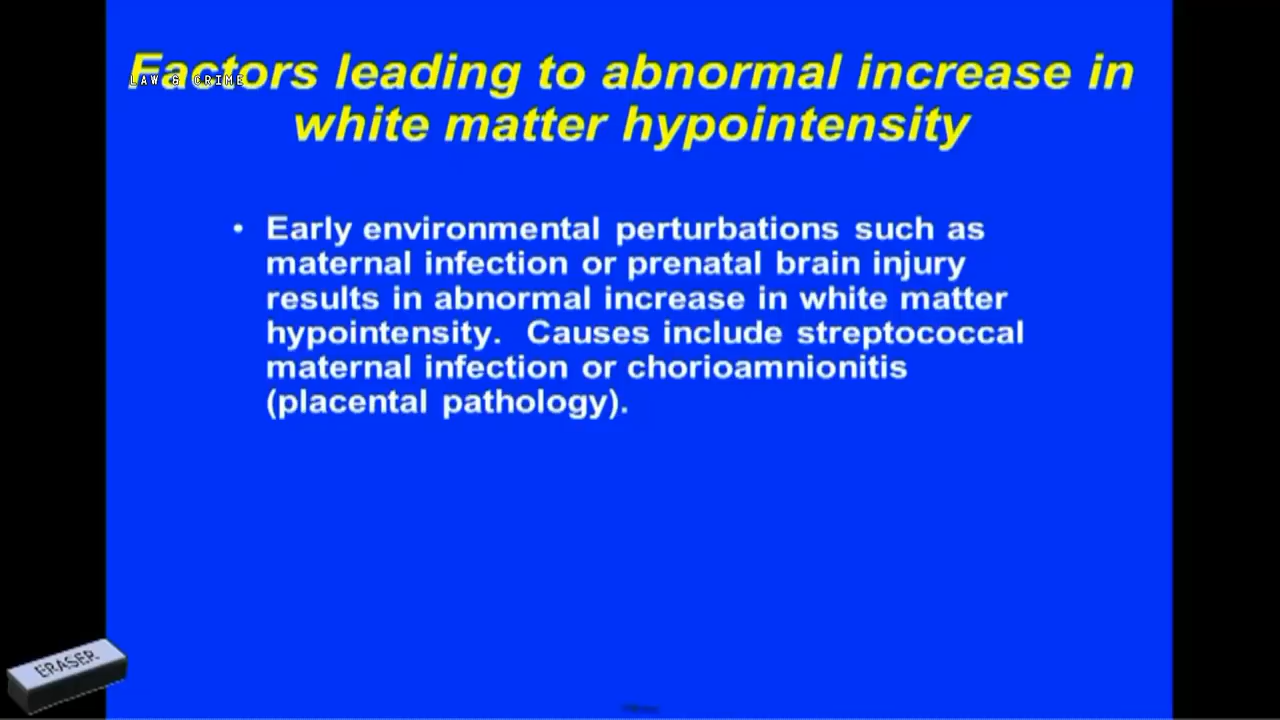 Factors leading to abnormal increase in
white matter hypointensity
LAW & CRIME
• Early environmental perturbations such as
maternal infection or prenatal brain injury
results in abnormal increase in white matter
hypointensity. Causes include streptococcal
maternal infection or chorioamnionitis
(placental pathology).
ERASER